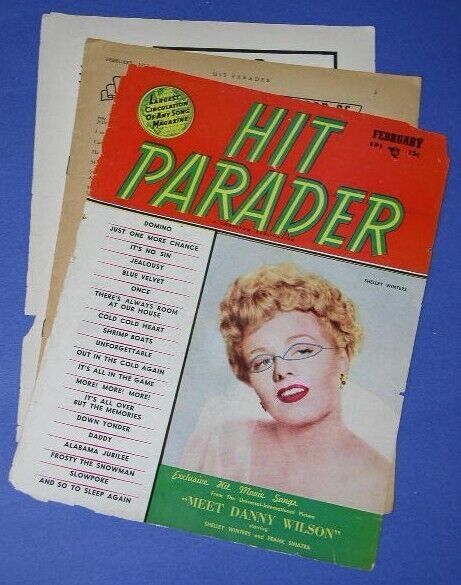 HIT PARADER
LARGEST
CIRCULATION
OF ANY SONG
MAGAZINE
HIT
PARADER
FEBRUARY
15¢
SHELLEY WINTERS
DOMINO
JUST ONE MORE CHANCE
IT'S NO SIN
JEALOUSY
BLUE VELVET
ONCE
THERE'S ALWAYS ROOM
AT OUR HOUSE
COLD COLD HEART
SHRIMP BOATS
UNFORGETTABLE
OUT IN THE COLD AGAIN
IT'S ALL IN THE GAME
MORE! MORE! MORE!
IT'S ALL OVER
BUT THE MEMORIES
DOWN YONDER
DADDY
ALABAMA JUBILEE
FROSTY THE SNOWMAN
SLOWPOKE
AND SO TO SLEEP AGAIN
Exclusive Hit Movie Songs
From The Universal-International Picture
"MEET DANNY WILSON"
starring
SHELLEY WINTERS and FRANK SINATRA